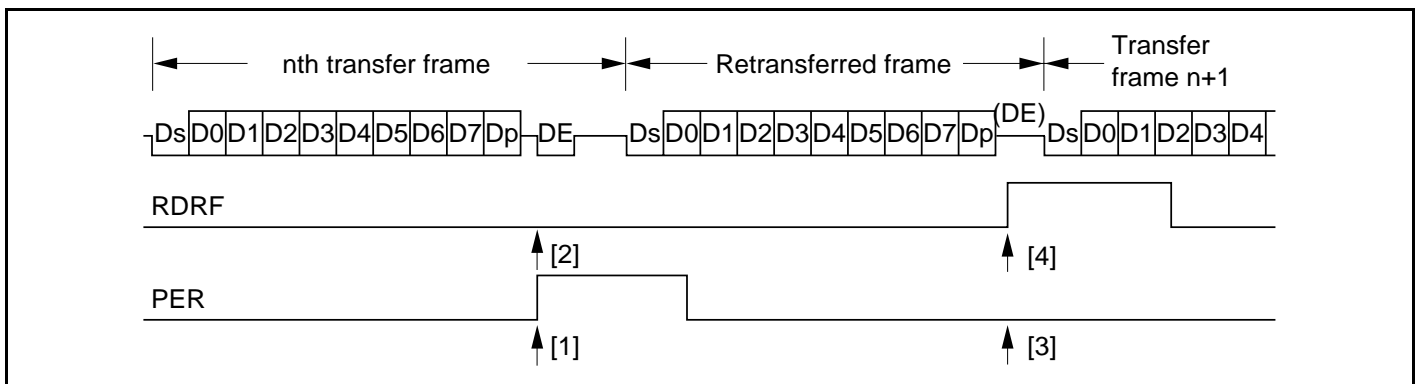 nth transfer frame Retransferred frame Transfer
frame n+1
Ds D0 D1 D2 D3 D4 D5 D6 D7 Dp DE Ds D0 D1 D2 D3 D4 D5 D6 D7 Dp (DE) Ds D0 D1 D2 D3 D4
RDRF
[2] [4]
PER
[1] [3]